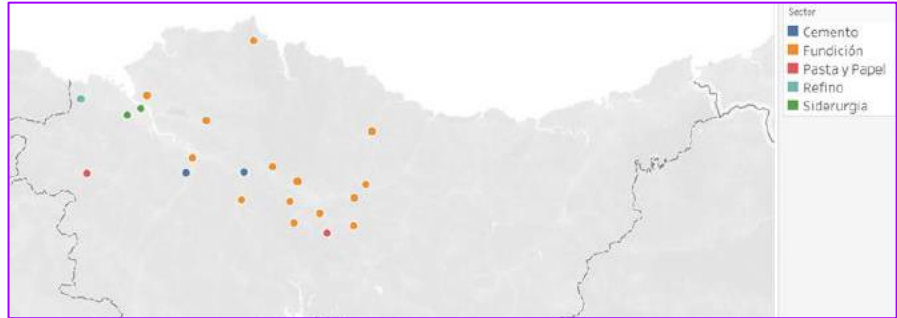 Sector
Cemento
Fundición
Pasta y Papel
Refino
Siderurgia